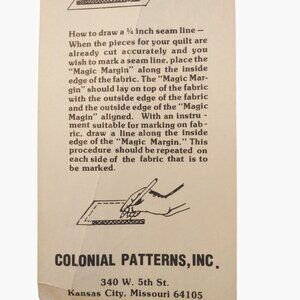 How to draw a ¼ inch seam line —
When the pieces for your quilt are
already cut accurately and you
wish to mark a seam line, place the
"Magic Margin" along the inside
edge of the fabric. The "Magic Mar-
gin" should lay on top of the fabric
with the outside edge of the fabric
and the outside edge of the "Magic
Magin" aligned. With an instru-
ment suitable for marking on fab-
ric, draw a line along the inside
edge of the "Magic Margin." This
procedure should be repeated on
each side of the fabric that is to
be marked.
COLONIAL PATTERNS, INC.
340 W. 5th St.
Kansas City, Missouri 64105